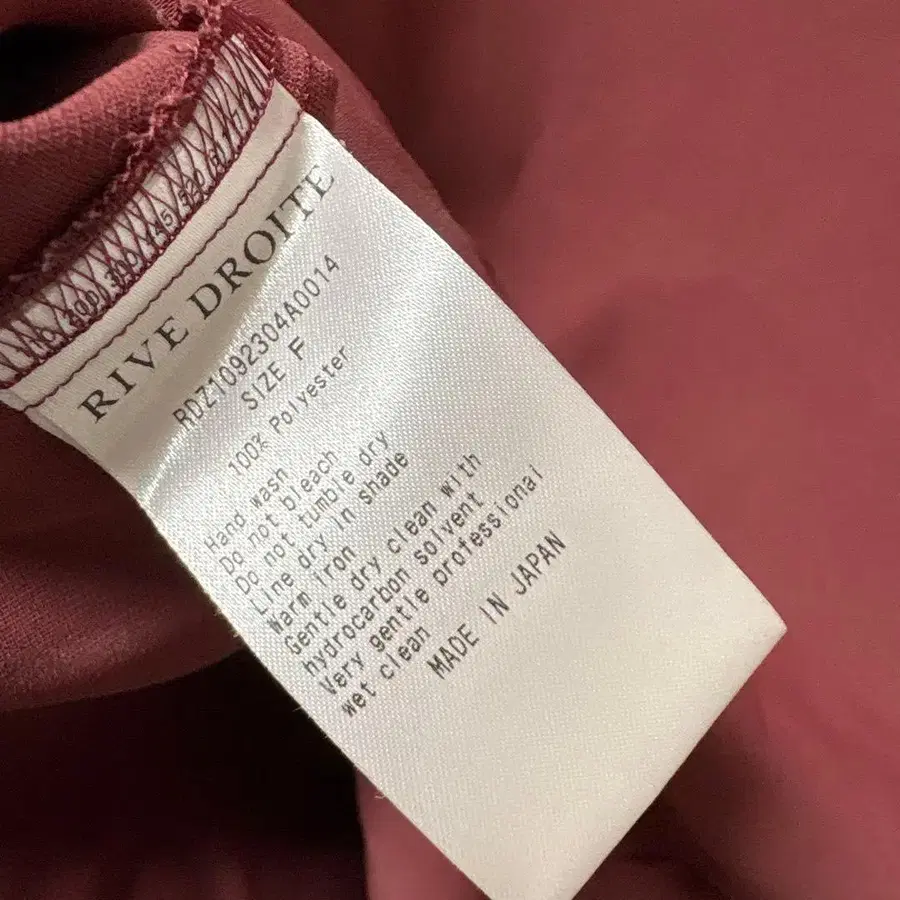 RIVE DROITE
RDZ1092304A0014
SIZE F
100% Polyester
Hand wash
Do not bleach
Do not tumble dry
Line dry in shade
Warm iron
Gentle dry clean with
hydrocarbon solvent
Very gentle professional
wet clean
MADE IN JAPAN